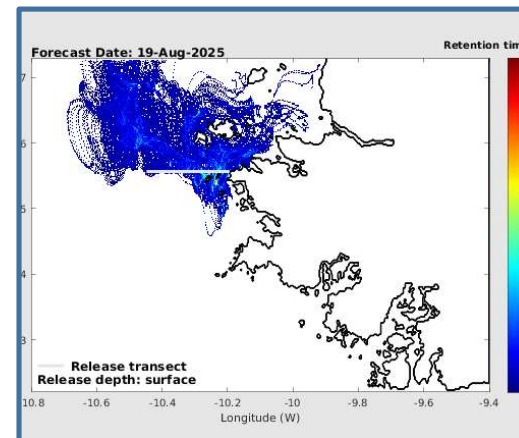 Forecast Date: 19-Aug-2025
Retention tim
7
6
5
4
3
Release transect
Release depth: surface
10.8 -10.6 -10.4 -10.2 -10 -9.8 -9.6 -9.4
Longitude (W)